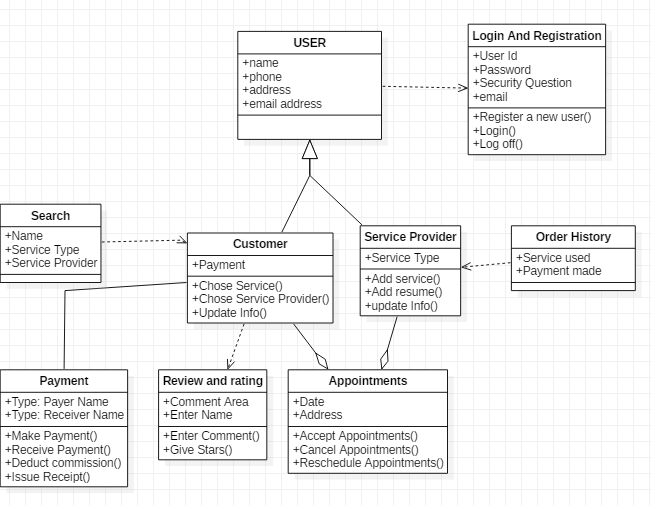 USER
+name
+phone
+address
+email address
Login And Registration
+User Id
+Password
+Security Question
+email
+Register a new user()
+Login()
+Log off()
Search
+Name
+Service Type
+Service Provider
Customer
+Payment
+Chose Service()
+Chose Service Provider()
+Update Info()
Service Provider
+Service Type
+Add service()
+Add resume()
+update Info()
Order History
+Service used
+Payment made
Payment
+Type: Payer Name
+Type: Receiver Name
+Make Payment()
+Receive Payment()
+Deduct commission()
+Issue Receipt()
Review and rating
+Comment Area
+Enter Name
+Enter Comment()
+Give Stars()
Appointments
+Date
+Address
+Accept Appointments()
+Cancel Appointments()
+Reschedule Appointments()